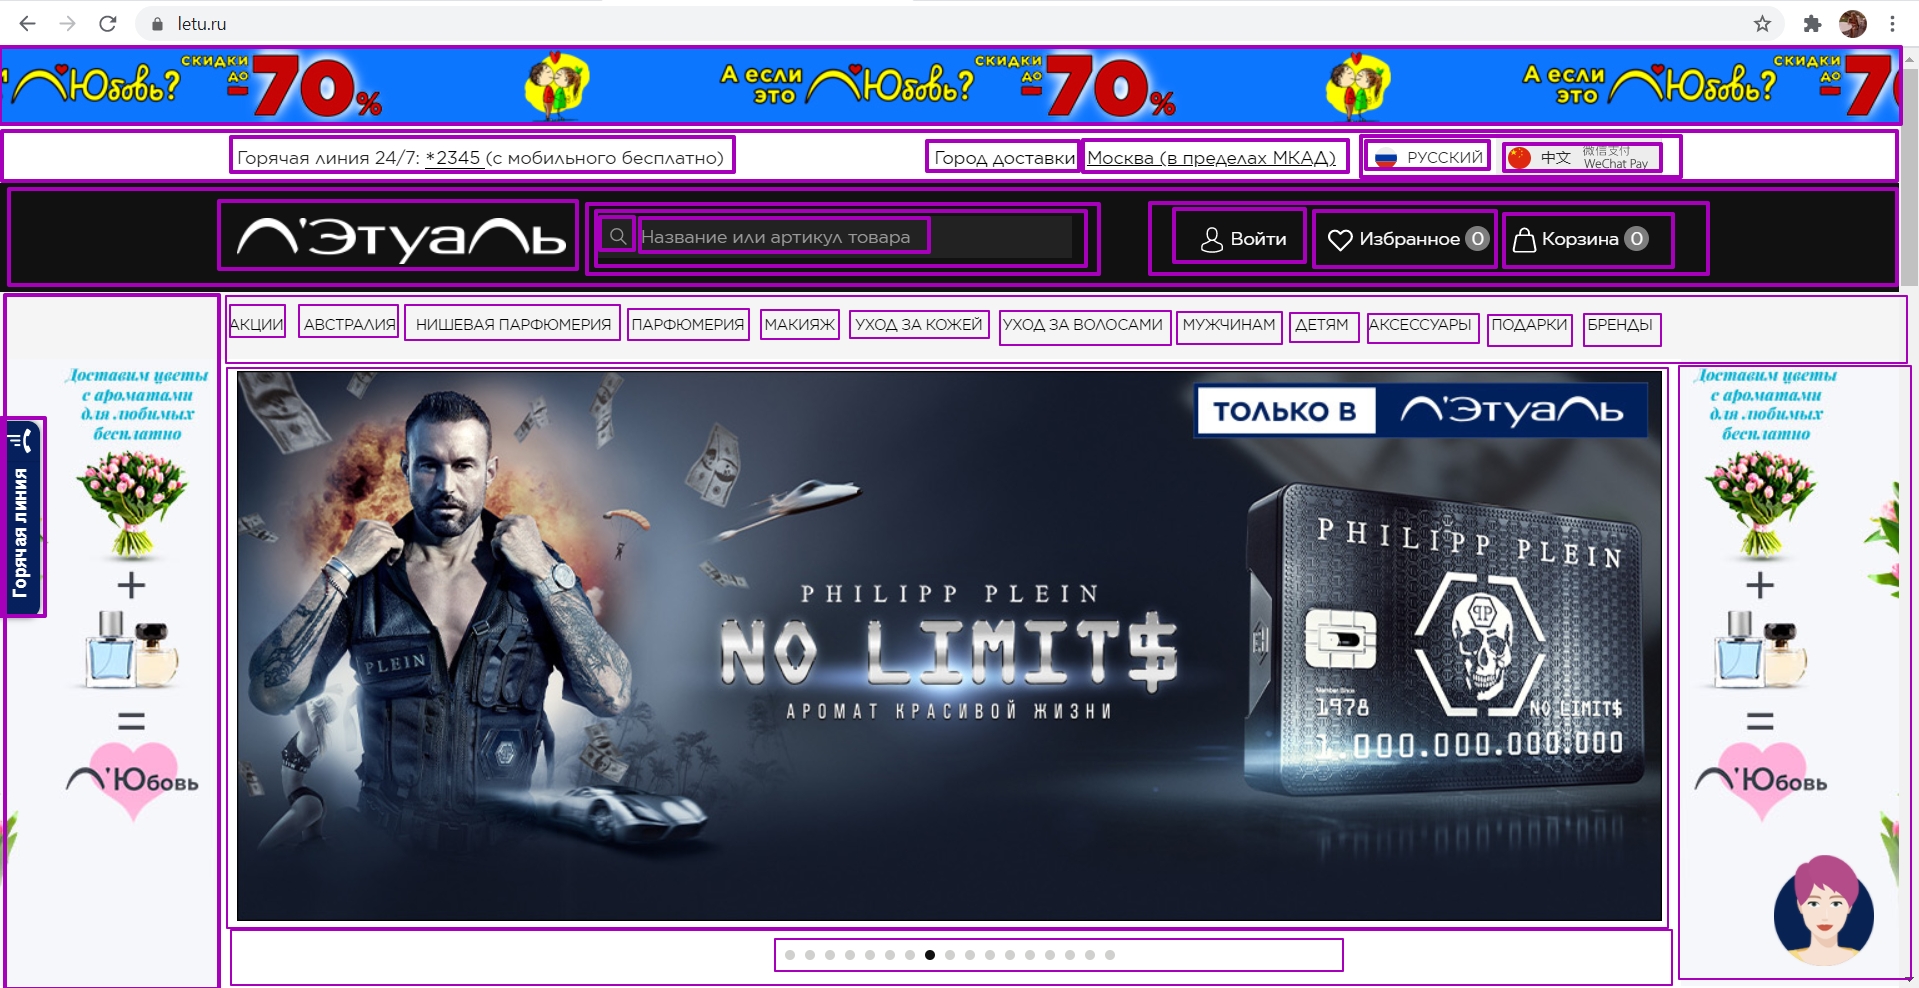 letu.ru
Любовь? СКИДКИ ДО -70% А если это Л'Юбовь? СКИДКИ ДО -70% А если это Л'Юбовь? СКИДКИ ДО -7
Горячая линия 24/7: *2345 (с мобильного бесплатно) Город доставки Москва (в пределах МКАД) РУССКИЙ 中文 微信支付 WeChat Pay
Л'Этуаль Название или артикул товара Войти Избранное 0 Корзина 0
АКЦИИ АВСТРАЛИЯ НИШЕВАЯ ПАРФЮМЕРИЯ ПАРФЮМЕРИЯ МАКИЯЖ УХОД ЗА КОЖЕЙ УХОД ЗА ВОЛОСАМИ МУЖЧИНАМ ДЕТЯМ АКСЕССУАРЫ ПОДАРКИ БРЕНДЫ
Доставим цветы
с ароматами
для любимых
бесплатно
+
=
Л'Юбовь
Горячая линия
ТОЛЬКО В Л'Этуаль
PLEIN
PHILIPP PLEIN
NO LIMIT$
АРОМАТ КРАСИВОЙ ЖИЗНИ
PHILIPP PLEIN
Member Since
1978
NO LIMIT$
1.000.000.000.000
Доставим цветы
с ароматами
для любимых
бесплатно
+
=
Л'Юбовь